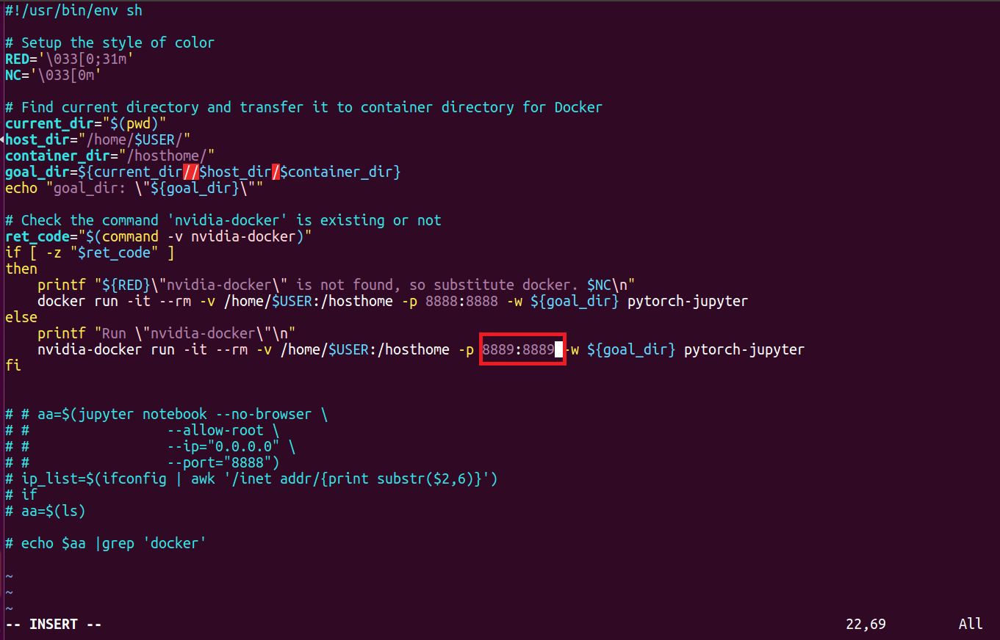 #!/usr/bin/env sh

# Setup the style of color
RED='\033[0;31m'
NC='\033[0m'

# Find current directory and transfer it to container directory for Docker
current_dir="$(pwd)"
host_dir="/home/$USER/"
container_dir="/hosthome/"
goal_dir=${current_dir//$host_dir/$container_dir}
echo "goal_dir: \"${goal_dir}\""

# Check the command 'nvidia-docker' is existing or not
ret_code="$(command -v nvidia-docker)"
if [ -z "$ret_code" ]
then
    printf "${RED}\"nvidia-docker\" is not found, so substitute docker. $NC\n"
    docker run -it --rm -v /home/$USER:/hosthome -p 8888:8888 -w ${goal_dir} pytorch-jupyter
else
    printf "Run \"nvidia-docker\"\n"
    nvidia-docker run -it --rm -v /home/$USER:/hosthome -p 8889:8889 -w ${goal_dir} pytorch-jupyter
fi


# # aa=$(jupyter notebook --no-browser \
# #                 --allow-root \
# #                 --ip="0.0.0.0" \
# #                 --port="8888")
# ip_list=$(ifconfig | awk '/inet addr/{print substr($2,6)}')
# if
# aa=$(ls)

# echo $aa |grep 'docker'

~
~
~
-- INSERT -- 22,69 All